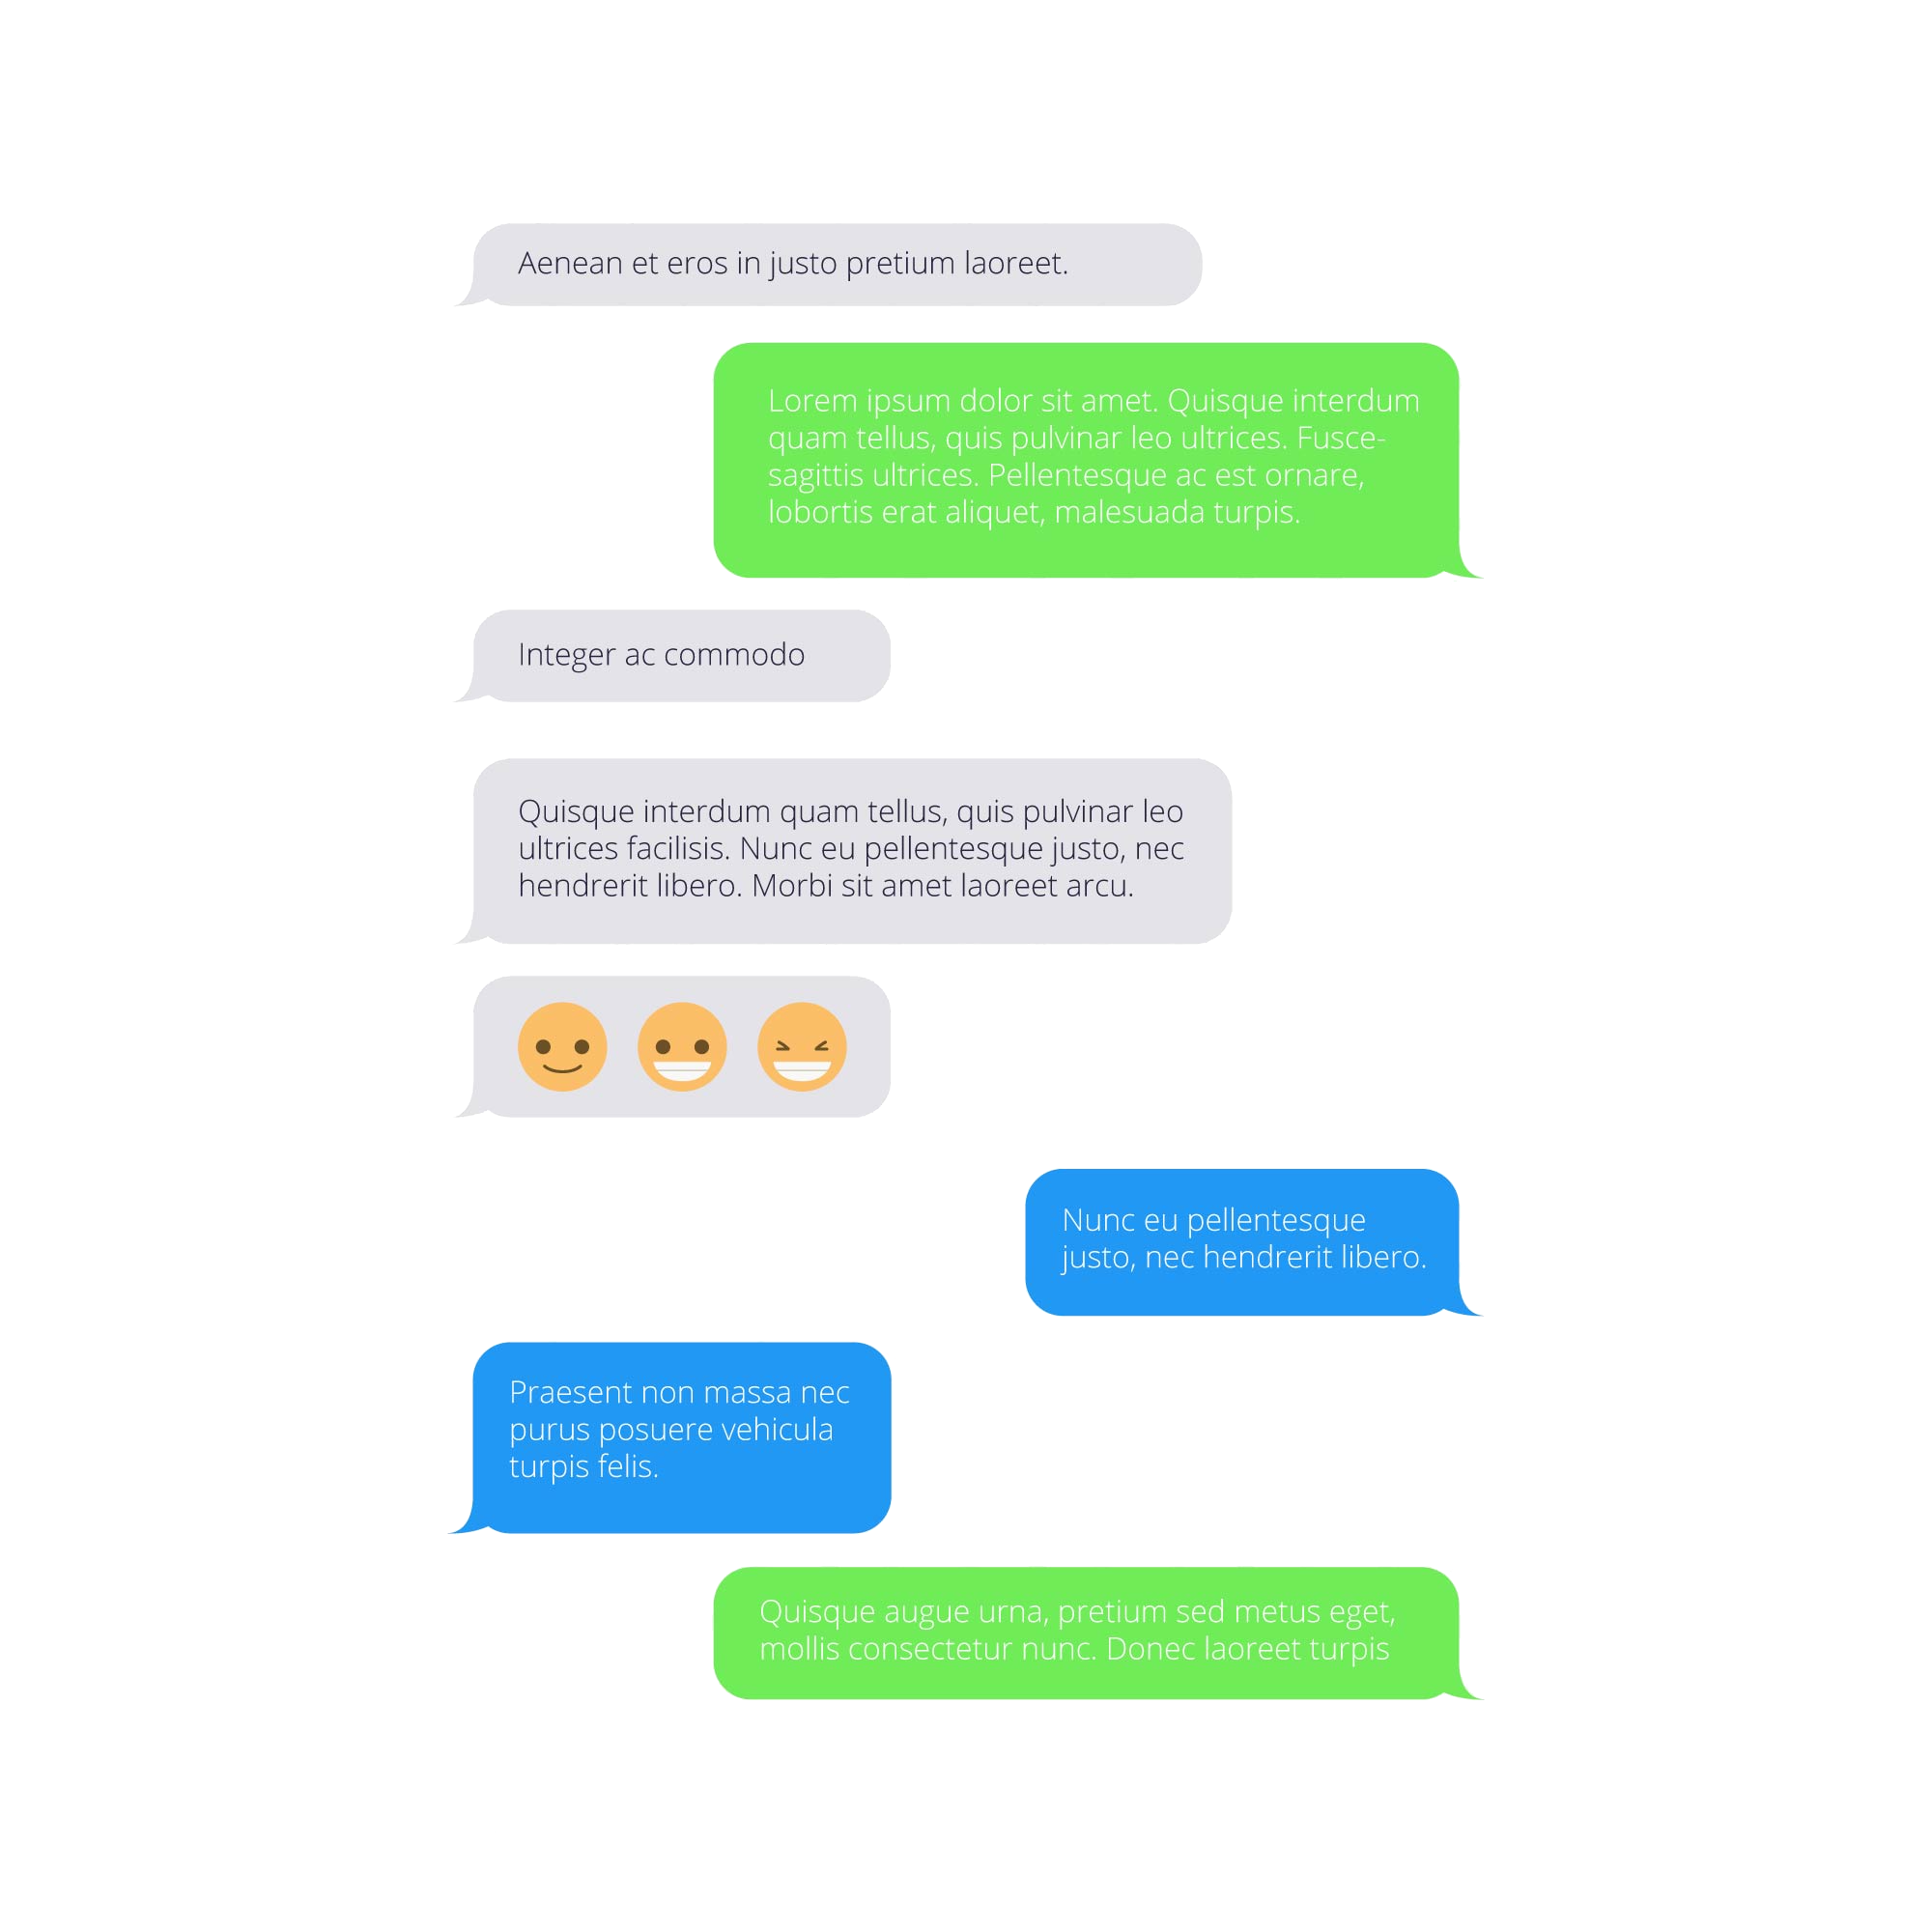 Aenean et eros in justo pretium laoreet.
Lorem ipsum dolor sit amet. Quisque interdum
quam tellus, quis pulvinar leo ultrices. Fusce-
sagittis ultrices. Pellentesque ac est ornare,
lobortis erat aliquet, malesuada turpis.
Integer ac commodo
Quisque interdum quam tellus, quis pulvinar leo
ultrices facilisis. Nunc eu pellentesque justo, nec
hendrerit libero. Morbi sit amet laoreet arcu.
Nunc eu pellentesque
justo, nec hendrerit libero.
Praesent non massa nec
purus posuere vehicula
turpis felis.
Quisque augue urna, pretium sed metus eget,
mollis consectetur nunc. Donec laoreet turpis